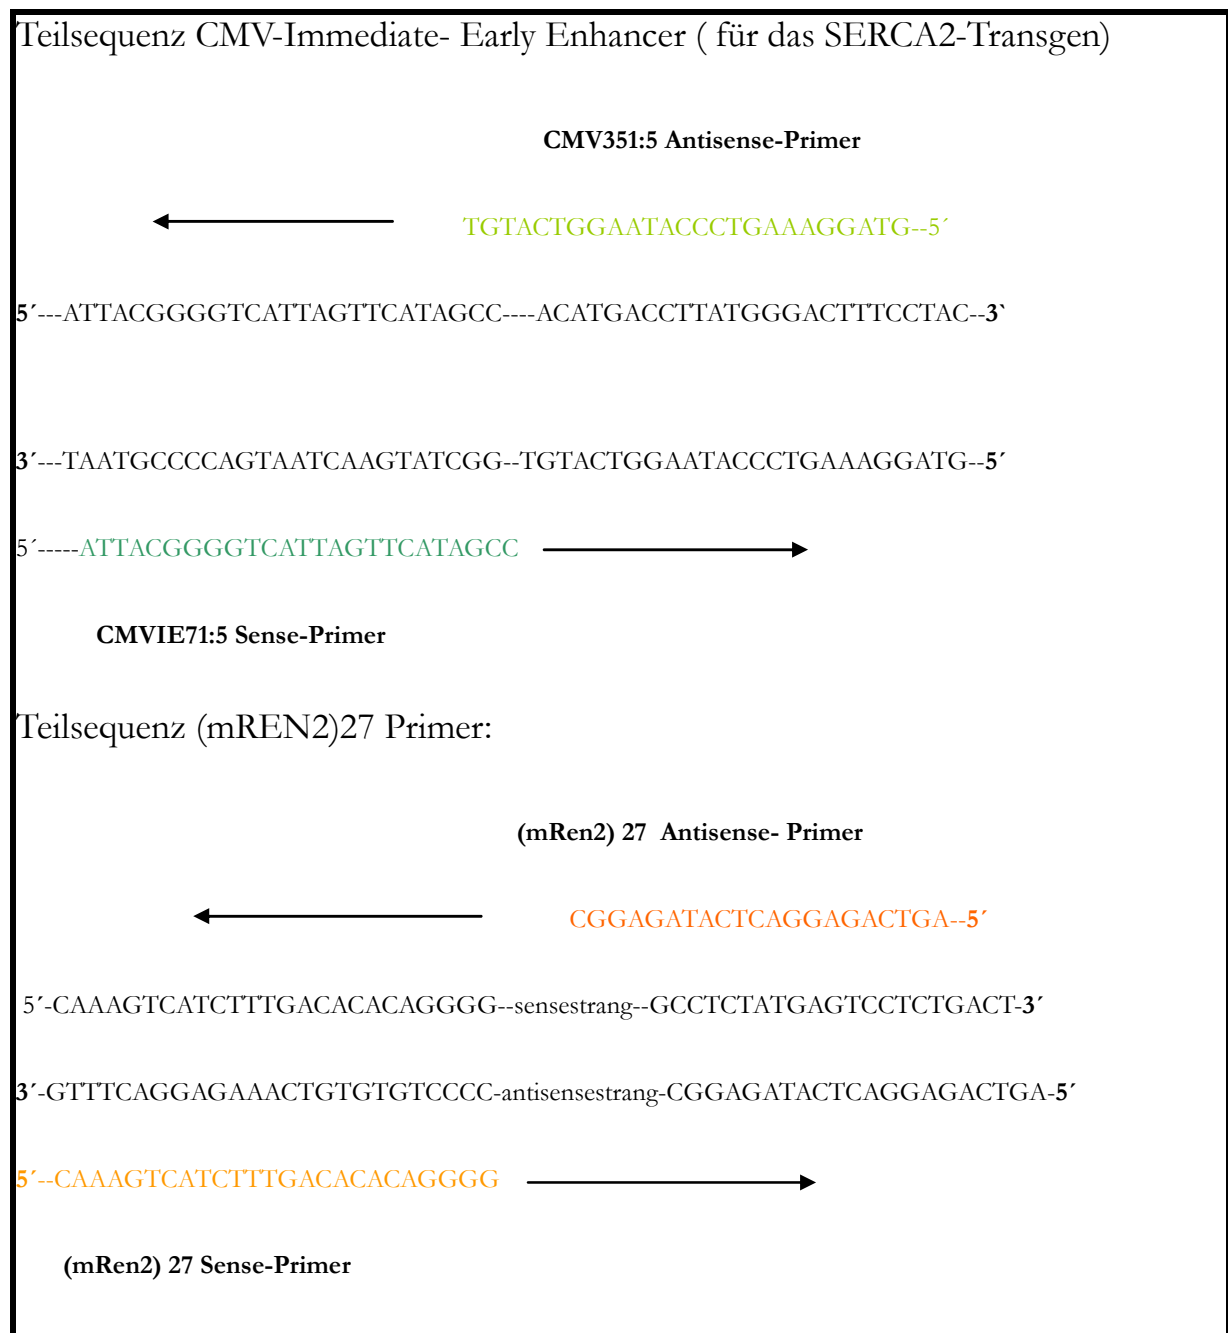 Teilsequenz CMV-Immediate- Early Enhancer ( für das SERCA2-Transgen)
CMV351:5 Antisense-Primer
TGTACTGGAATACCCTGAAAGGATG--5´
5´---ATTACGGGGTCATTAGTTCATAGCC----ACATGACCTTATGGGACTTTCCTAC--3`
3´---TAATGCCCCAGTAATCAAGTATCGG--TGTACTGGAATACCCTGAAAGGATG--5´
5´-----ATTACGGGGTCATTAGTTCATAGCC
CMVIE71:5 Sense-Primer
Teilsequenz (mREN2)27 Primer:
(mRen2) 27  Antisense- Primer
CGGAGATACTCAGGAGACTGA--5´
5´-CAAAGTCATCTTTGACACACAGGGG--sensestrang--GCCTCTATGAGTCCTCTGACT-3´
3´-GTTTCAGGAGAAACTGTGTGTCCCC-antisensestrang-CGGAGATACTCAGGAGACTGA-5´
5´--CAAAGTCATCTTTGACACACAGGGG
(mRen2) 27 Sense-Primer